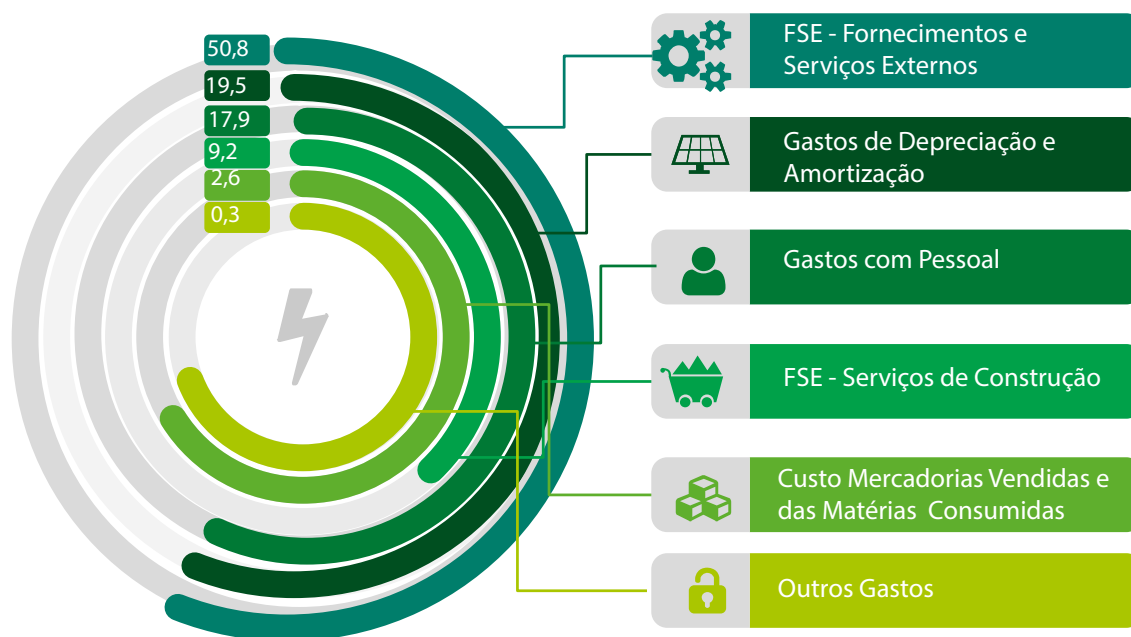 50,8
19,5
17,9
9,2
2,6
0,3
FSE - Fornecimentos e
Serviços Externos
Gastos de Depreciação e
Amortização
Gastos com Pessoal
FSE - Serviços de Construção
Custo Mercadorias Vendidas e
das Matérias  Consumidas
Outros Gastos